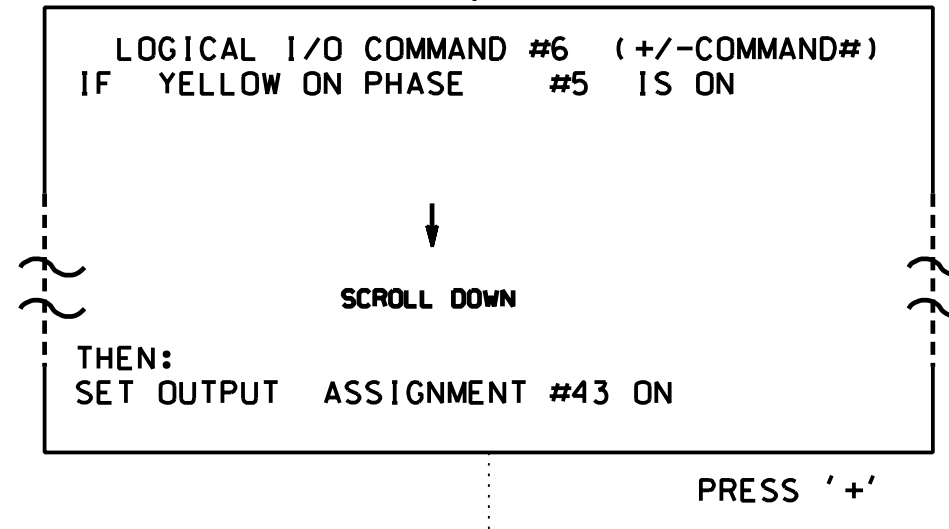 LOGICAL I/O COMMAND #6 (+/-COMMAND#)
IF YELLOW ON PHASE #5 IS ON
SCROLL DOWN
THEN:
SET OUTPUT ASSIGNMENT #43 ON
PRESS '+'